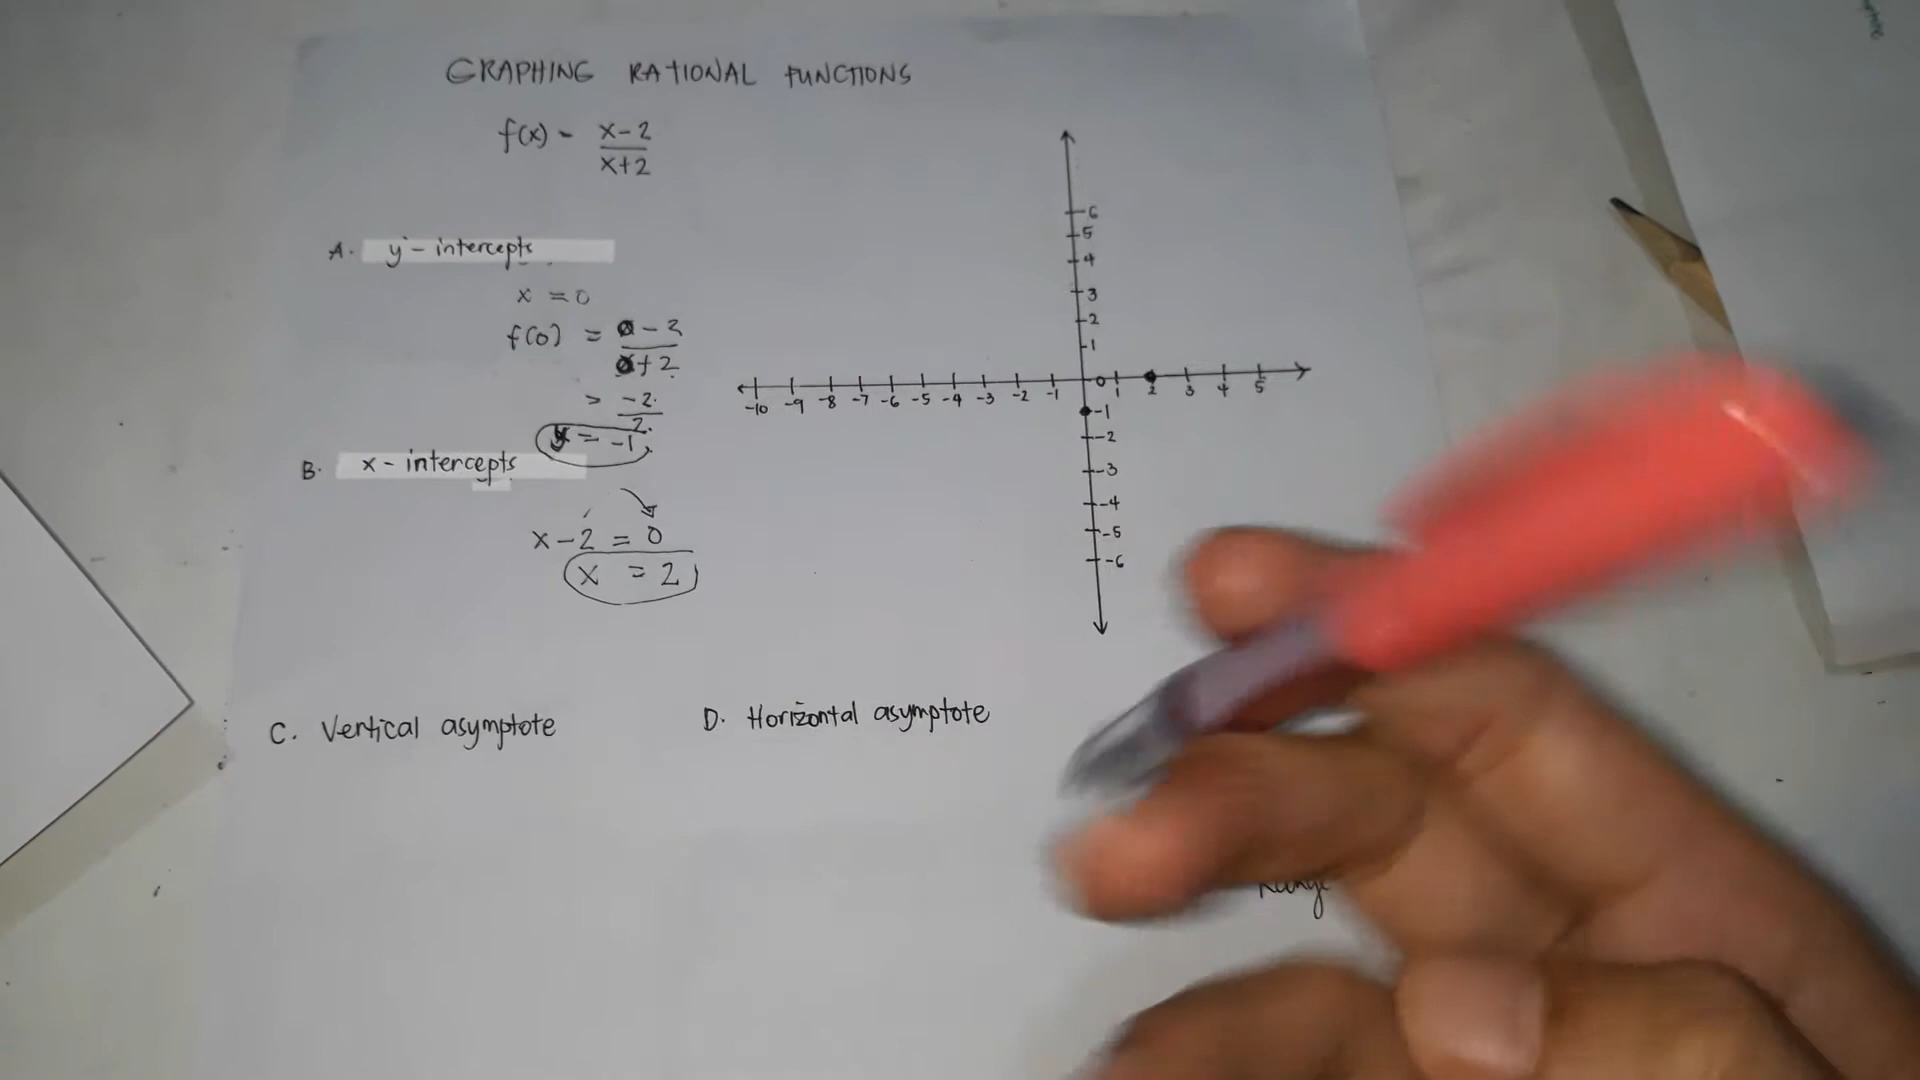 GRAPHING RATIONAL FUNCTIONS
f(x) - x-2
x+2
A. y - intercepts
x = 0
f(0) = 0 - 2
0 + 2
> -2
2
y = -1
B. x - intercepts
x - 2 = 0
x = 2
6
5
4
3
2
1
-10 -9 -8 -7 -6 -5 -4 -3 -2 -1 0 1 2 3 4 5
-1
-2
-3
-4
-5
-6
C. Vertical asymptote
D. Horizontal asymptote